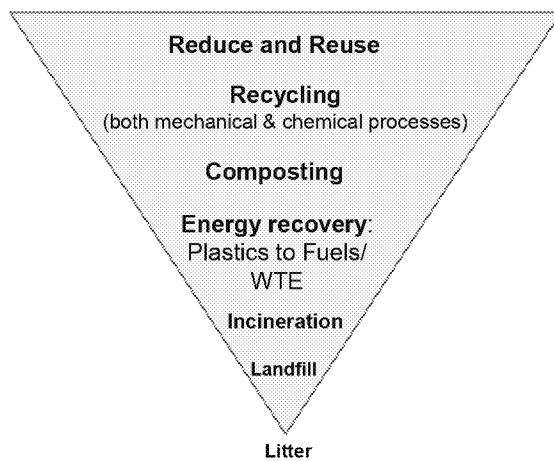 Reduce and Reuse
Recycling
(both mechanical & chemical processes)
Composting
Energy recovery:
Plastics to Fuels/
WTE
Incineration
Landfill
Litter